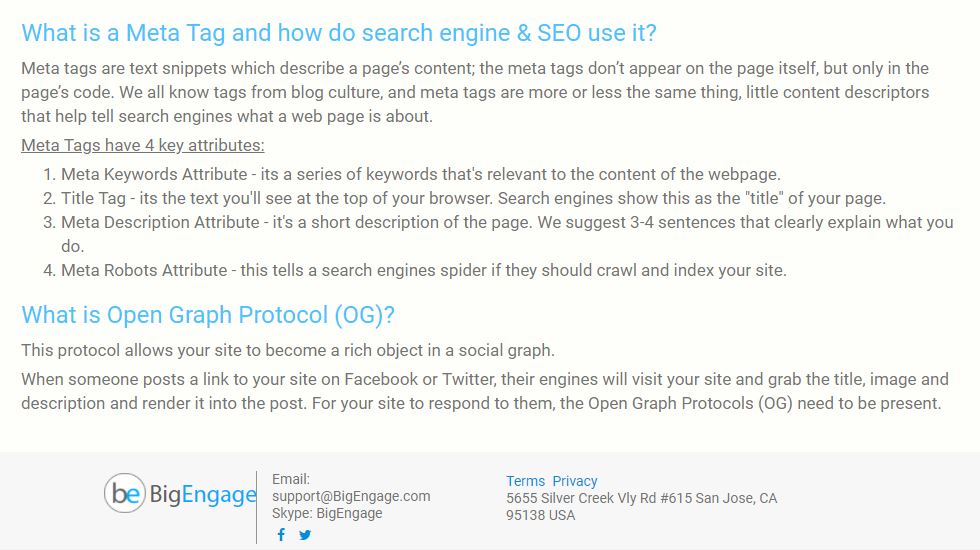 What is a Meta Tag and how do search engine & SEO use it?
Meta tags are text snippets which describe a page’s content; the meta tags don’t appear on the page itself, but only in the
page’s code. We all know tags from blog culture, and meta tags are more or less the same thing, little content descriptors
that help tell search engines what a web page is about.
Meta Tags have 4 key attributes:
1. Meta Keywords Attribute - its a series of keywords that's relevant to the content of the webpage.
2. Title Tag - its the text you'll see at the top of your browser. Search engines show this as the "title" of your page.
3. Meta Description Attribute - it's a short description of the page. We suggest 3-4 sentences that clearly explain what you
do.
4. Meta Robots Attribute - this tells a search engines spider if they should crawl and index your site.
What is Open Graph Protocol (OG)?
This protocol allows your site to become a rich object in a social graph.
When someone posts a link to your site on Facebook or Twitter, their engines will visit your site and grab the title, image and
description and render it into the post. For your site to respond to them, the Open Graph Protocols (OG) need to be present.
be BigEngage
Email:
support@BigEngage.com
Skype: BigEngage
Terms Privacy
5655 Silver Creek Vly Rd #615 San Jose, CA
95138 USA